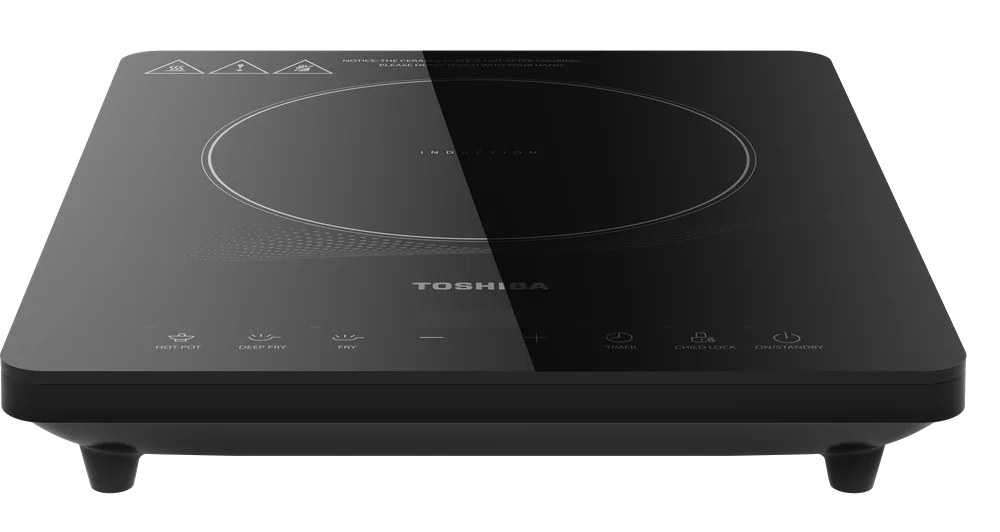 NOTICE:THE CERAMIC PLATE IS HOT AFTER COOKING.
PLEASE DON'T TOUCH WITH YOUR HAND.
INDUCTION
TOSHIBA
HOT POT
DEEP FRY
FRY
−
+
TIMER
CHILD LOCK
ON/STANDBY